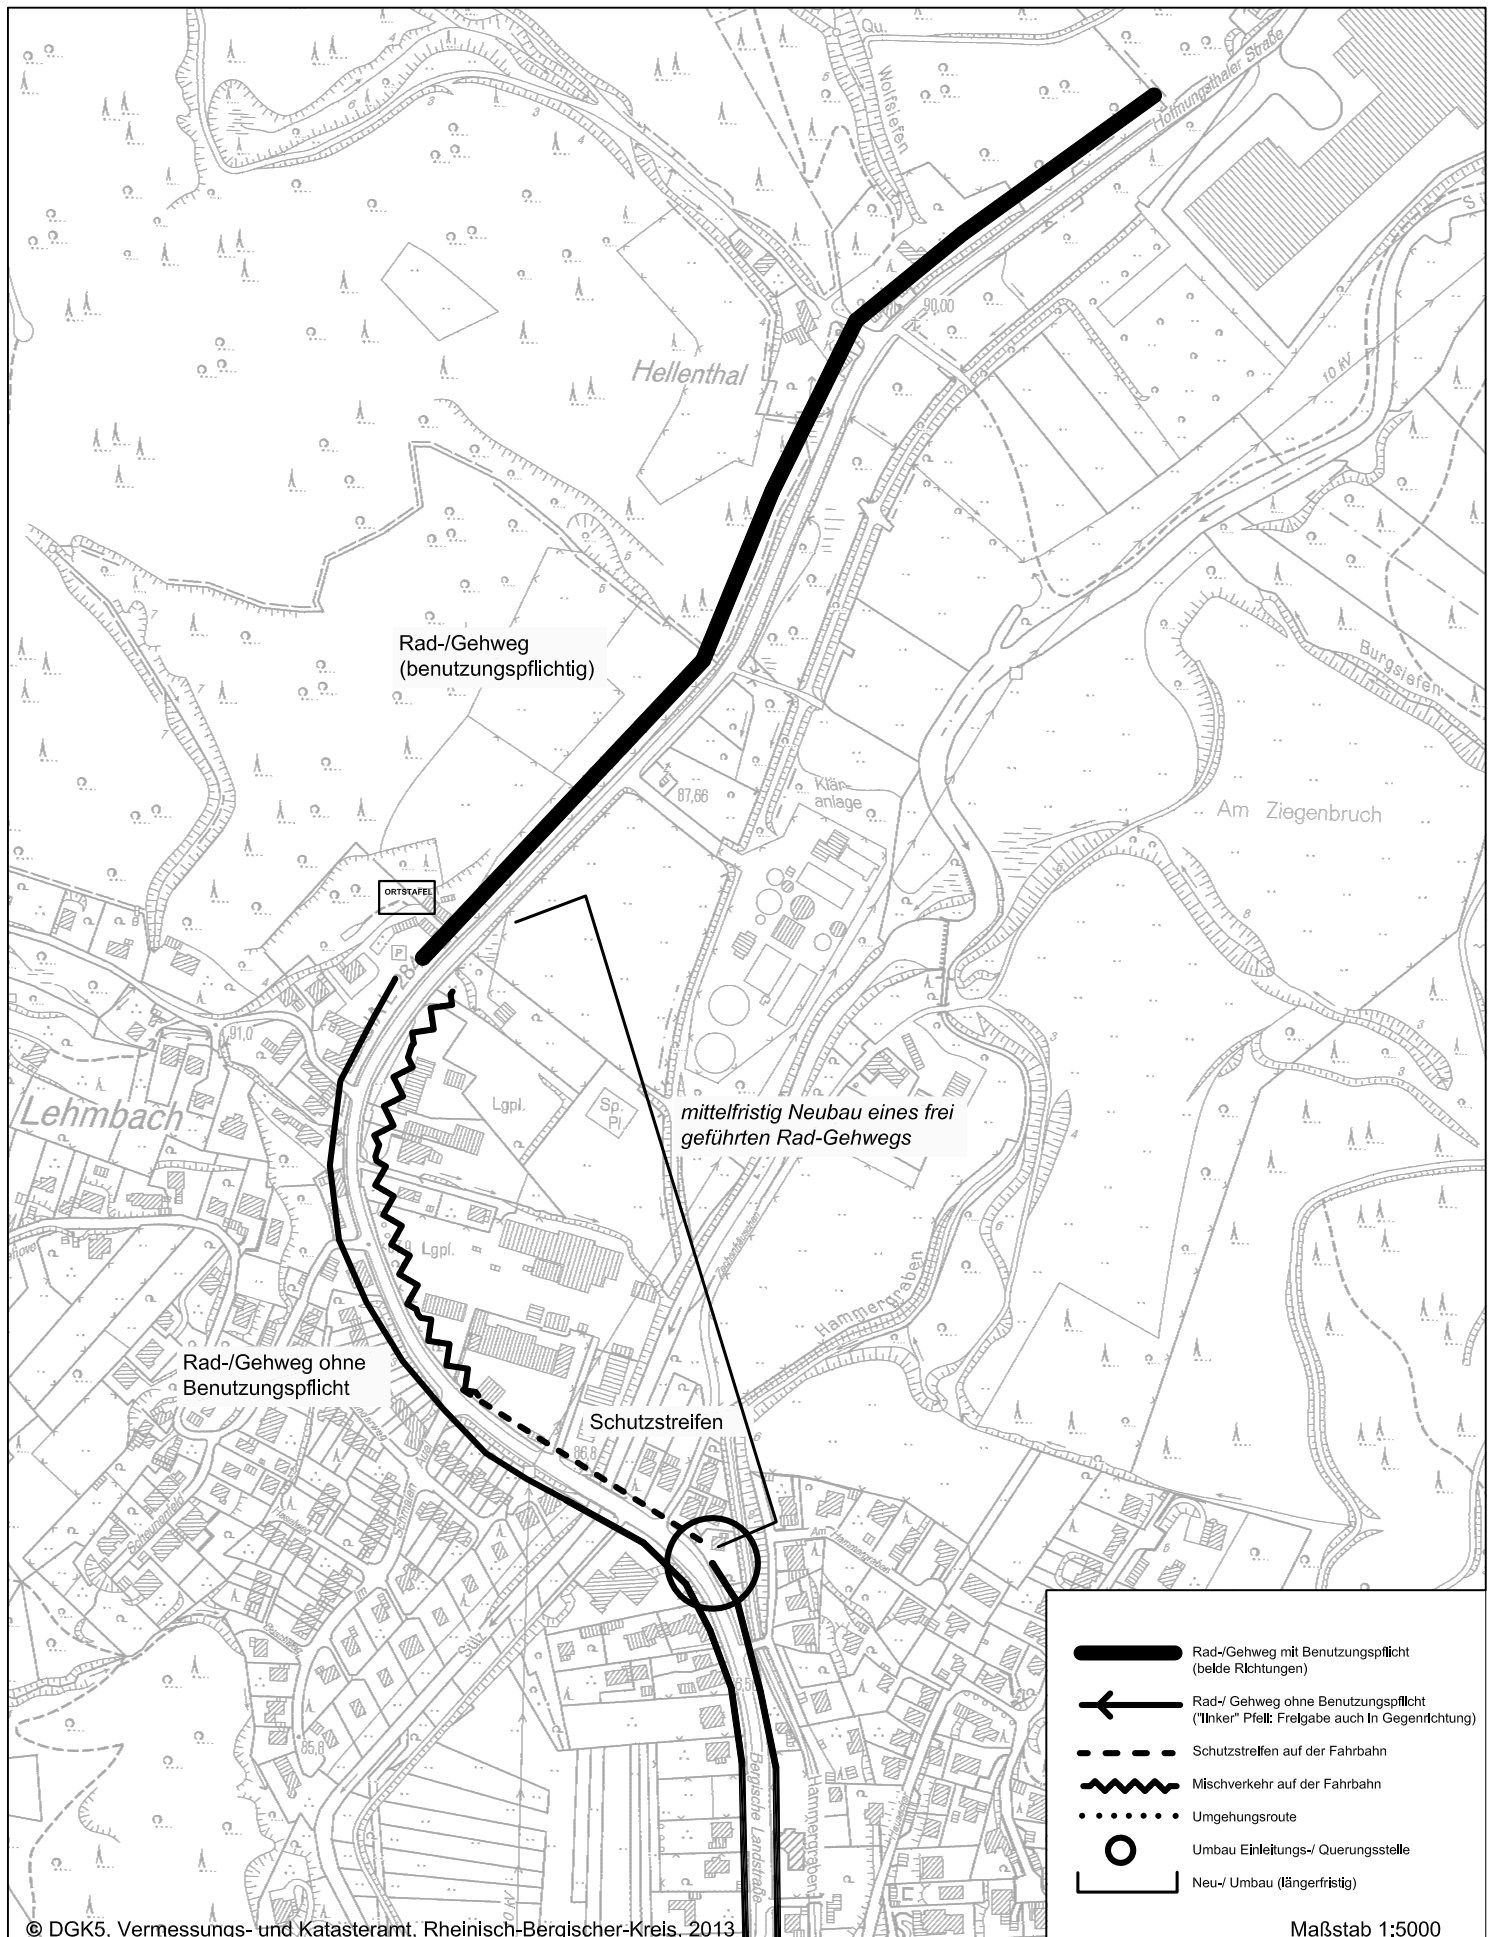 Qu.
Wolfsiefen
Hoffnungsthaler Straße
90,00
Hellenthal
10 kV
Rad-/Gehweg
(benutzungspflichtig)
Burgsiefen
87,66
Klär-
anlage
Am Ziegenbruch
ORTSTAFEL
P
91,0
Lehmbach
Lgpl.
Sp.
Pl.
mittelfristig Neubau eines frei
geführten Rad-Gehwegs
Lgpl.
Hammergraben
Rad-/Gehweg ohne
Benutzungspflicht
Schutzstreifen
86,8
Am Hammergraben
Sülz
85,8
Bergische Landstraße
Hammergraben
Rad-/Gehweg mit Benutzungspflicht
(beide Richtungen)
Rad-/ Gehweg ohne Benutzungspflicht
("linker" Pfeil: Freigabe auch in Gegenrichtung)
Schutzstreifen auf der Fahrbahn
Mischverkehr auf der Fahrbahn
Umgehungsroute
Umbau Einleitungs-/ Querungsstelle
Neu-/ Umbau (längerfristig)
© DGK5, Vermessungs- und Katasteramt, Rheinisch-Bergischer-Kreis, 2013
Maßstab 1:5000